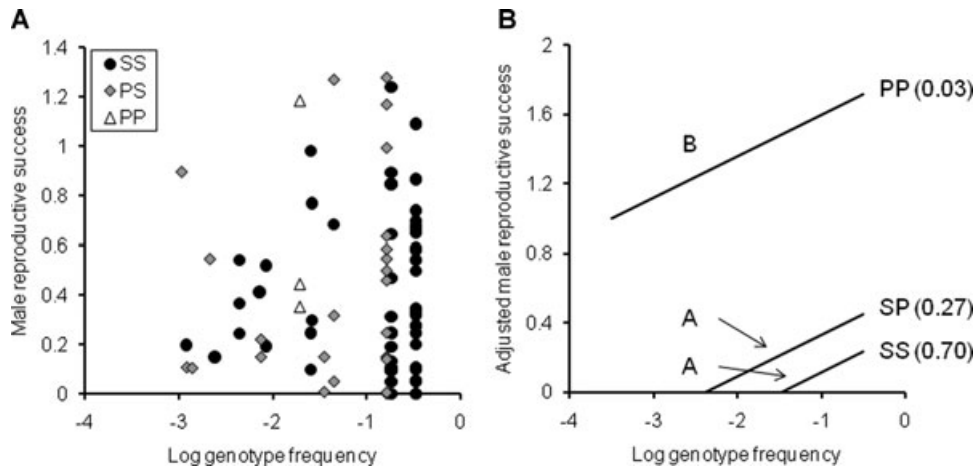 A
Male reproductive success
1.4
1.2
1
0.8
0.6
0.4
0.2
0
SS
PS
PP
-4
-3
-2
-1
0
Log genotype frequency
B
Adjusted male reproductive success
2
1.6
1.2
0.8
0.4
0
B
PP (0.03)
A
SP (0.27)
A
SS (0.70)
-4
-3
-2
-1
0
Log genotype frequency